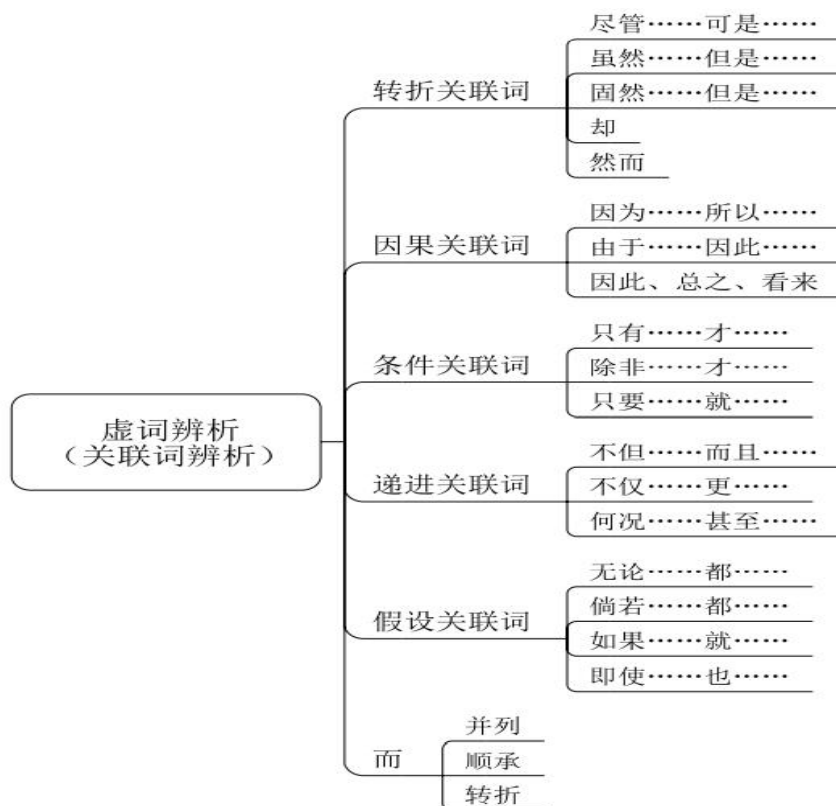 虚词辨析
（关联词辨析）
转折关联词
尽管……可是……
虽然……但是……
固然……但是……
却
然而
因果关联词
因为……所以……
由于……因此……
因此、总之、看来
条件关联词
只有……才……
除非……才……
只要……就……
递进关联词
不但……而且……
不仅……更……
何况……甚至……
假设关联词
无论……都……
倘若……都……
如果……就……
即使……也……
而
并列
顺承
转折